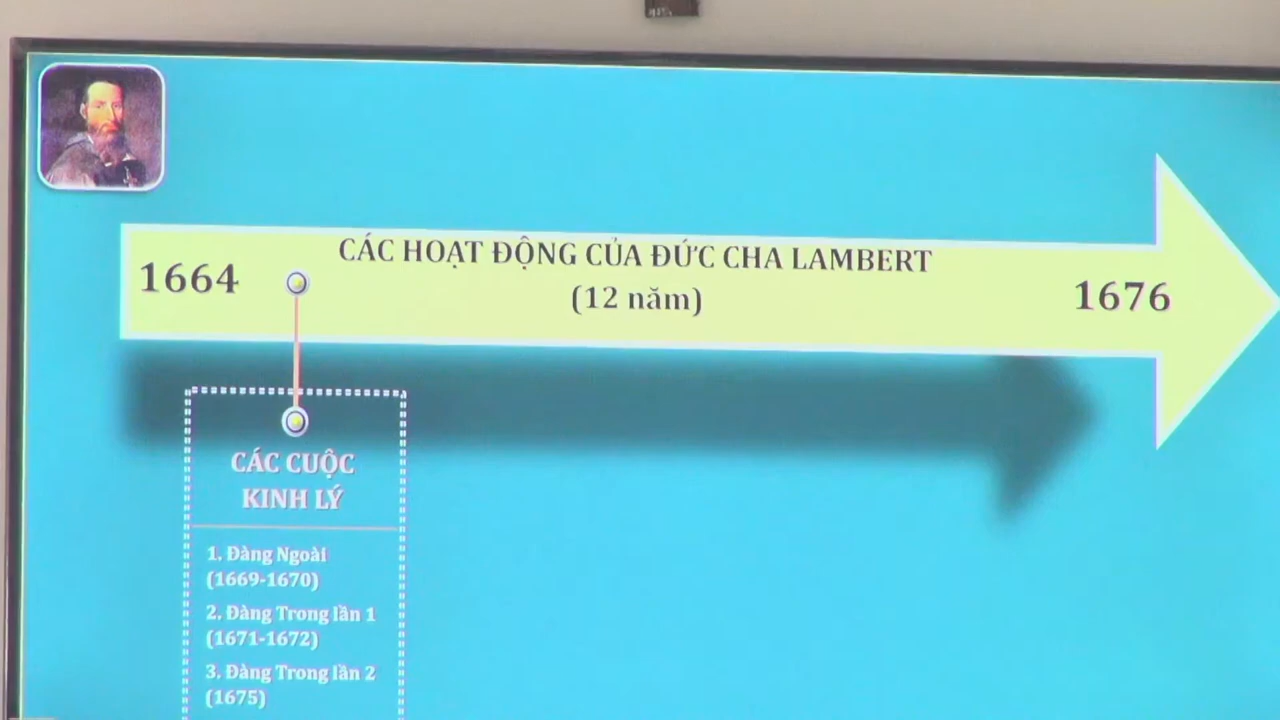 CÁC HOẠT ĐỘNG CỦA ĐỨC CHA LAMBERT
1664
(12 năm)
1676
CÁC CUỘC
KINH LÝ
1. Đàng Ngoài
(1669-1670)
2. Đàng Trong lần 1
(1671-1672)
3. Đàng Trong lần 2
(1675)